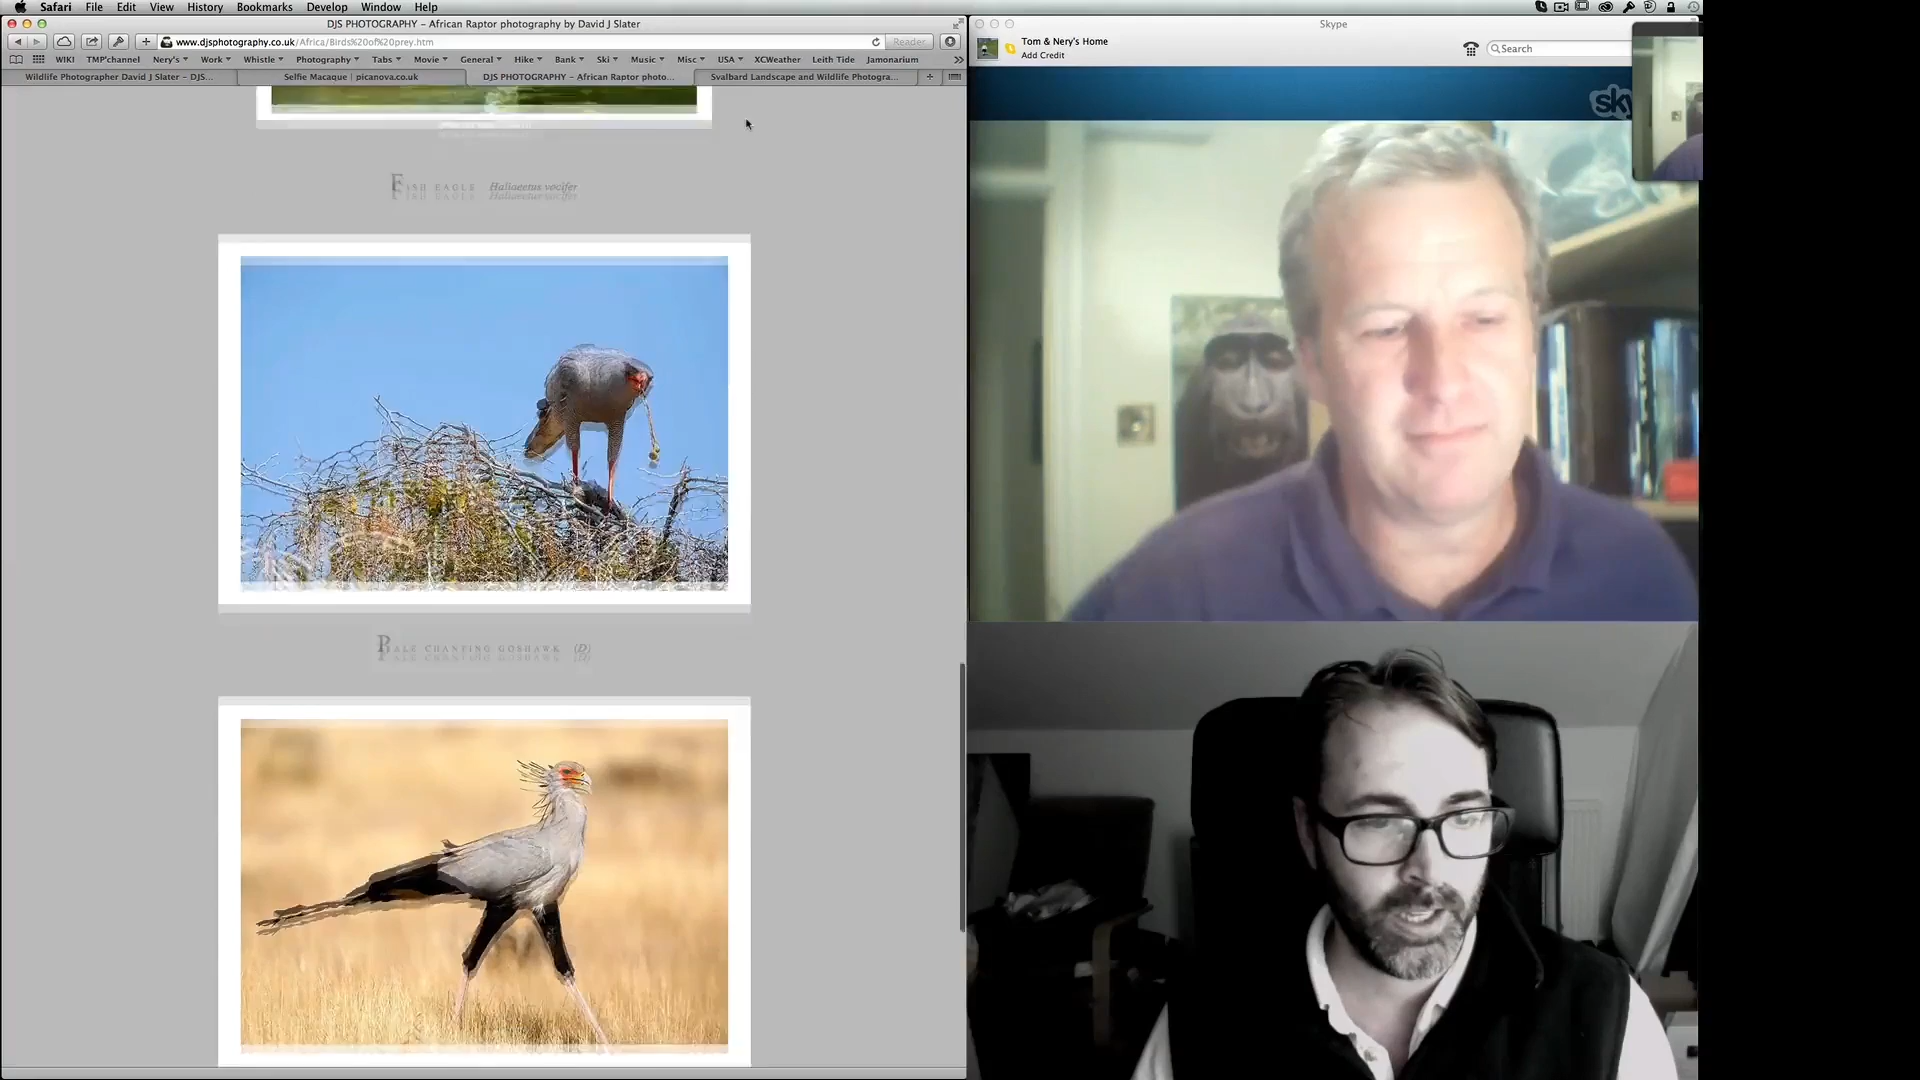 Safari File Edit View History Bookmarks Develop Window Help
DJS PHOTOGRAPHY – African Raptor photography by David J Slater
www.djsphotography.co.uk/Africa/Birds%20of%20prey.htm
Reader
WIKI TMP'channel Nery's Work Whistle Photography Tabs Movie General Hike Bank Ski Music Misc USA XCWeather Leith Tide Jamonarium
Wildlife Photographer David J Slater – DJS...
Selfie Macaque | picanova.co.uk
DJS PHOTOGRAPHY – African Raptor photo...
Svalbard Landscape and Wildlife Photogra...
FISH EAGLE Haliaeetus vocifer
PALE CHANTING GOSHAWK (D)
Skype
Tom & Nery's Home
Add Credit
Search
sky